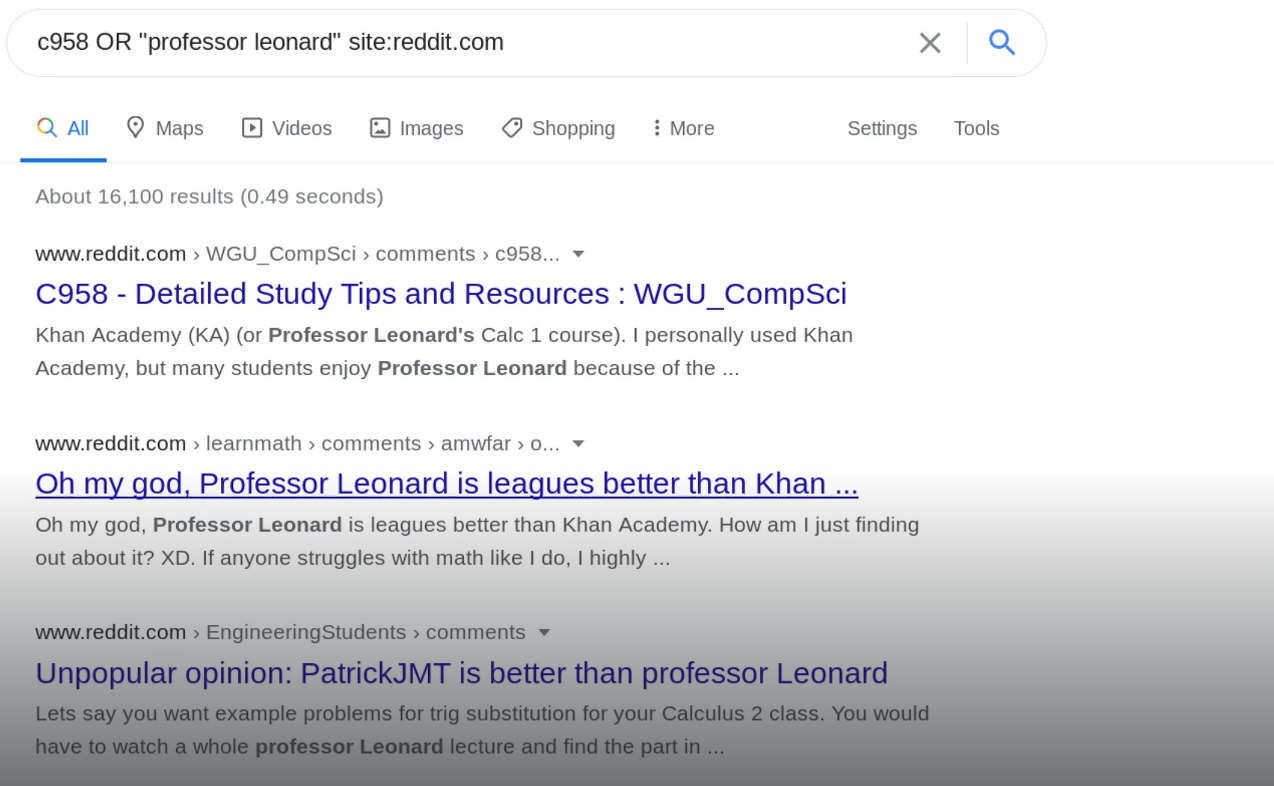 c958 OR "professor leonard" site:reddit.com
All Maps Videos Images Shopping More Settings Tools
About 16,100 results (0.49 seconds)
www.reddit.com › WGU_CompSci › comments › c958...
C958 - Detailed Study Tips and Resources : WGU_CompSci
Khan Academy (KA) (or Professor Leonard's Calc 1 course). I personally used Khan
Academy, but many students enjoy Professor Leonard because of the ...
www.reddit.com › learnmath › comments › amwfar › o...
Oh my god, Professor Leonard is leagues better than Khan ...
Oh my god, Professor Leonard is leagues better than Khan Academy. How am I just finding
out about it? XD. If anyone struggles with math like I do, I highly ...
www.reddit.com › EngineeringStudents › comments
Unpopular opinion: PatrickJMT is better than professor Leonard
Lets say you want example problems for trig substitution for your Calculus 2 class. You would
have to watch a whole professor Leonard lecture and find the part in ...